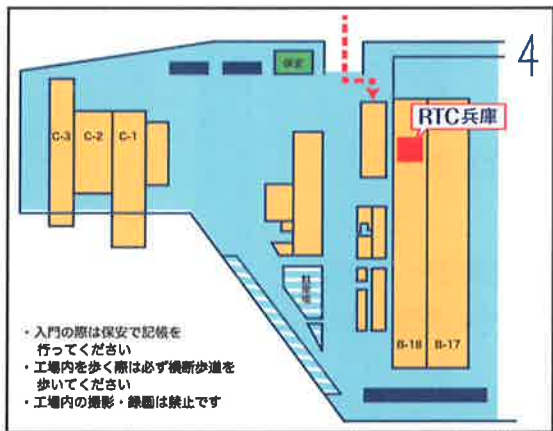 4
保安
RTC兵庫
C-3
C-2
C-1
駐車場
B-18
B-17
・入門の際は保安で記帳を
行ってください
・工場内を歩く際は必ず横断歩道を
歩いてください
・工場内の撮影・録画は禁止です